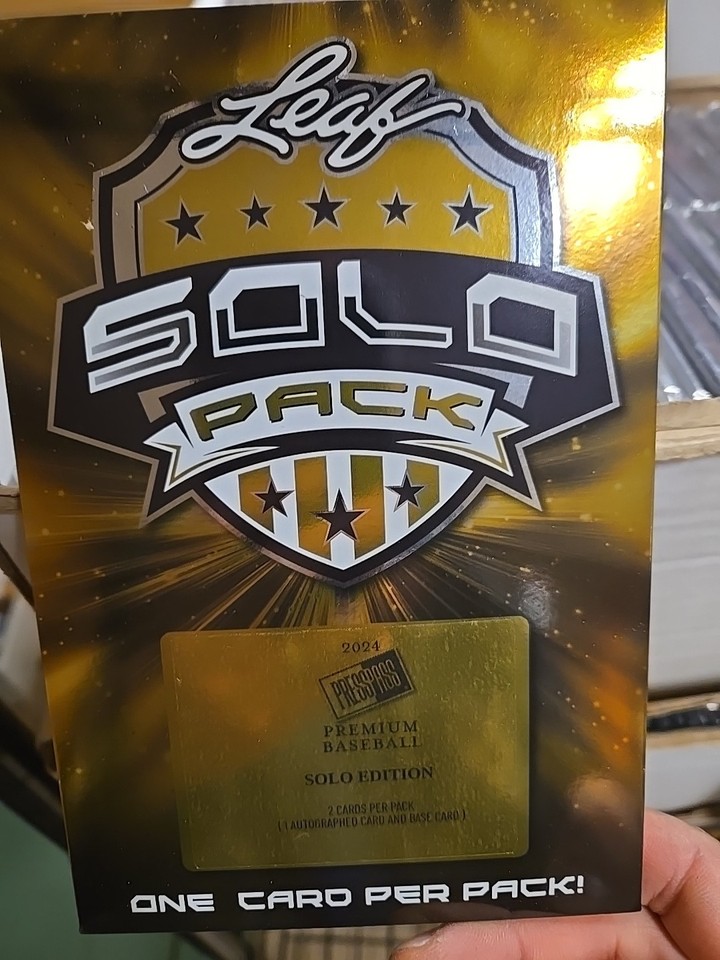 Leaf
SOLO
PACK
2024
PRESS PASS
PREMIUM
BASEBALL
SOLO EDITION
2 CARDS PER PACK
( 1 AUTOGRAPHED CARD AND BASE CARD )
ONE CARD PER PACK!